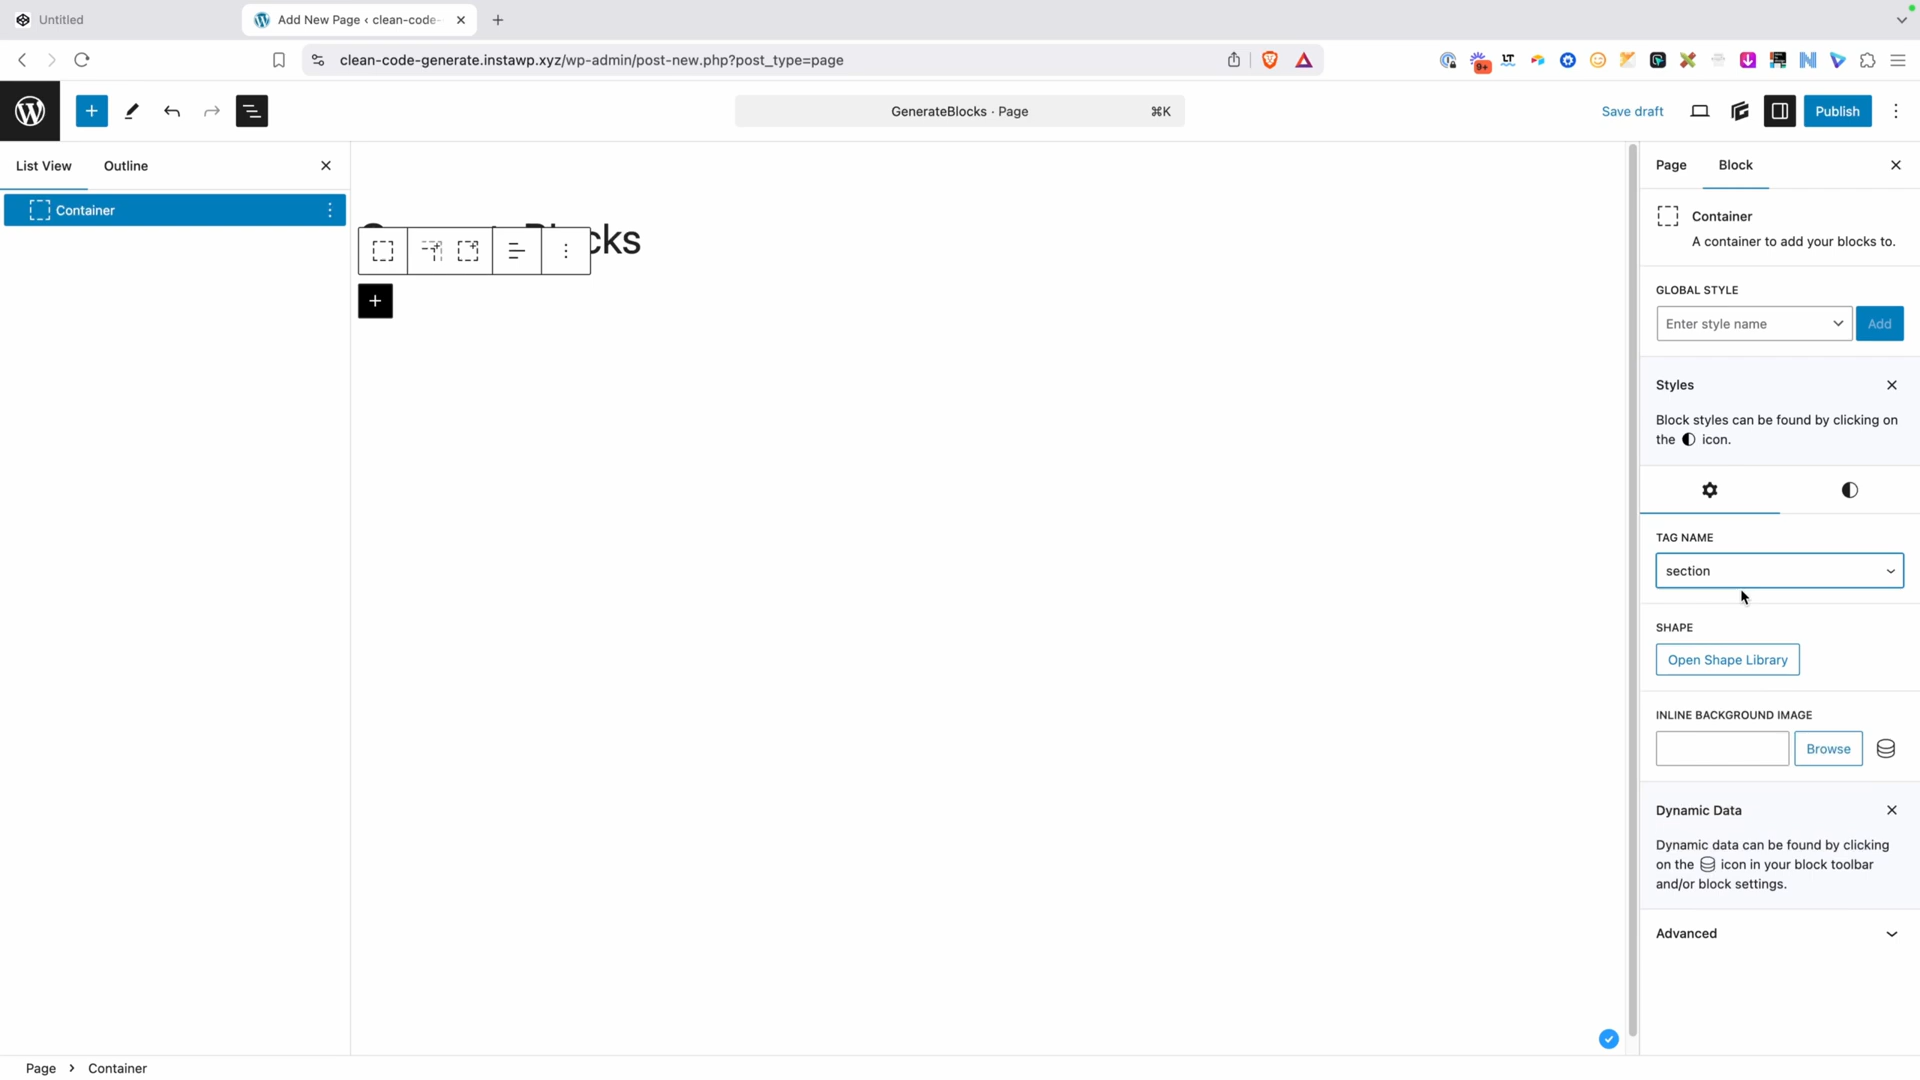 Untitled
Add New Page ‹ clean-code-
clean-code-generate.instawp.xyz/wp-admin/post-new.php?post_type=page
9+
LT
GenerateBlocks · Page
⌘K
Save draft
Publish
List View
Outline
Container
cks
Page
Block
Container
A container to add your blocks to.
GLOBAL STYLE
Enter style name
Add
Styles
Block styles can be found by clicking on
the icon.
TAG NAME
section
SHAPE
Open Shape Library
INLINE BACKGROUND IMAGE
Browse
Dynamic Data
Dynamic data can be found by clicking
on the icon in your block toolbar
and/or block settings.
Advanced
Page › Container